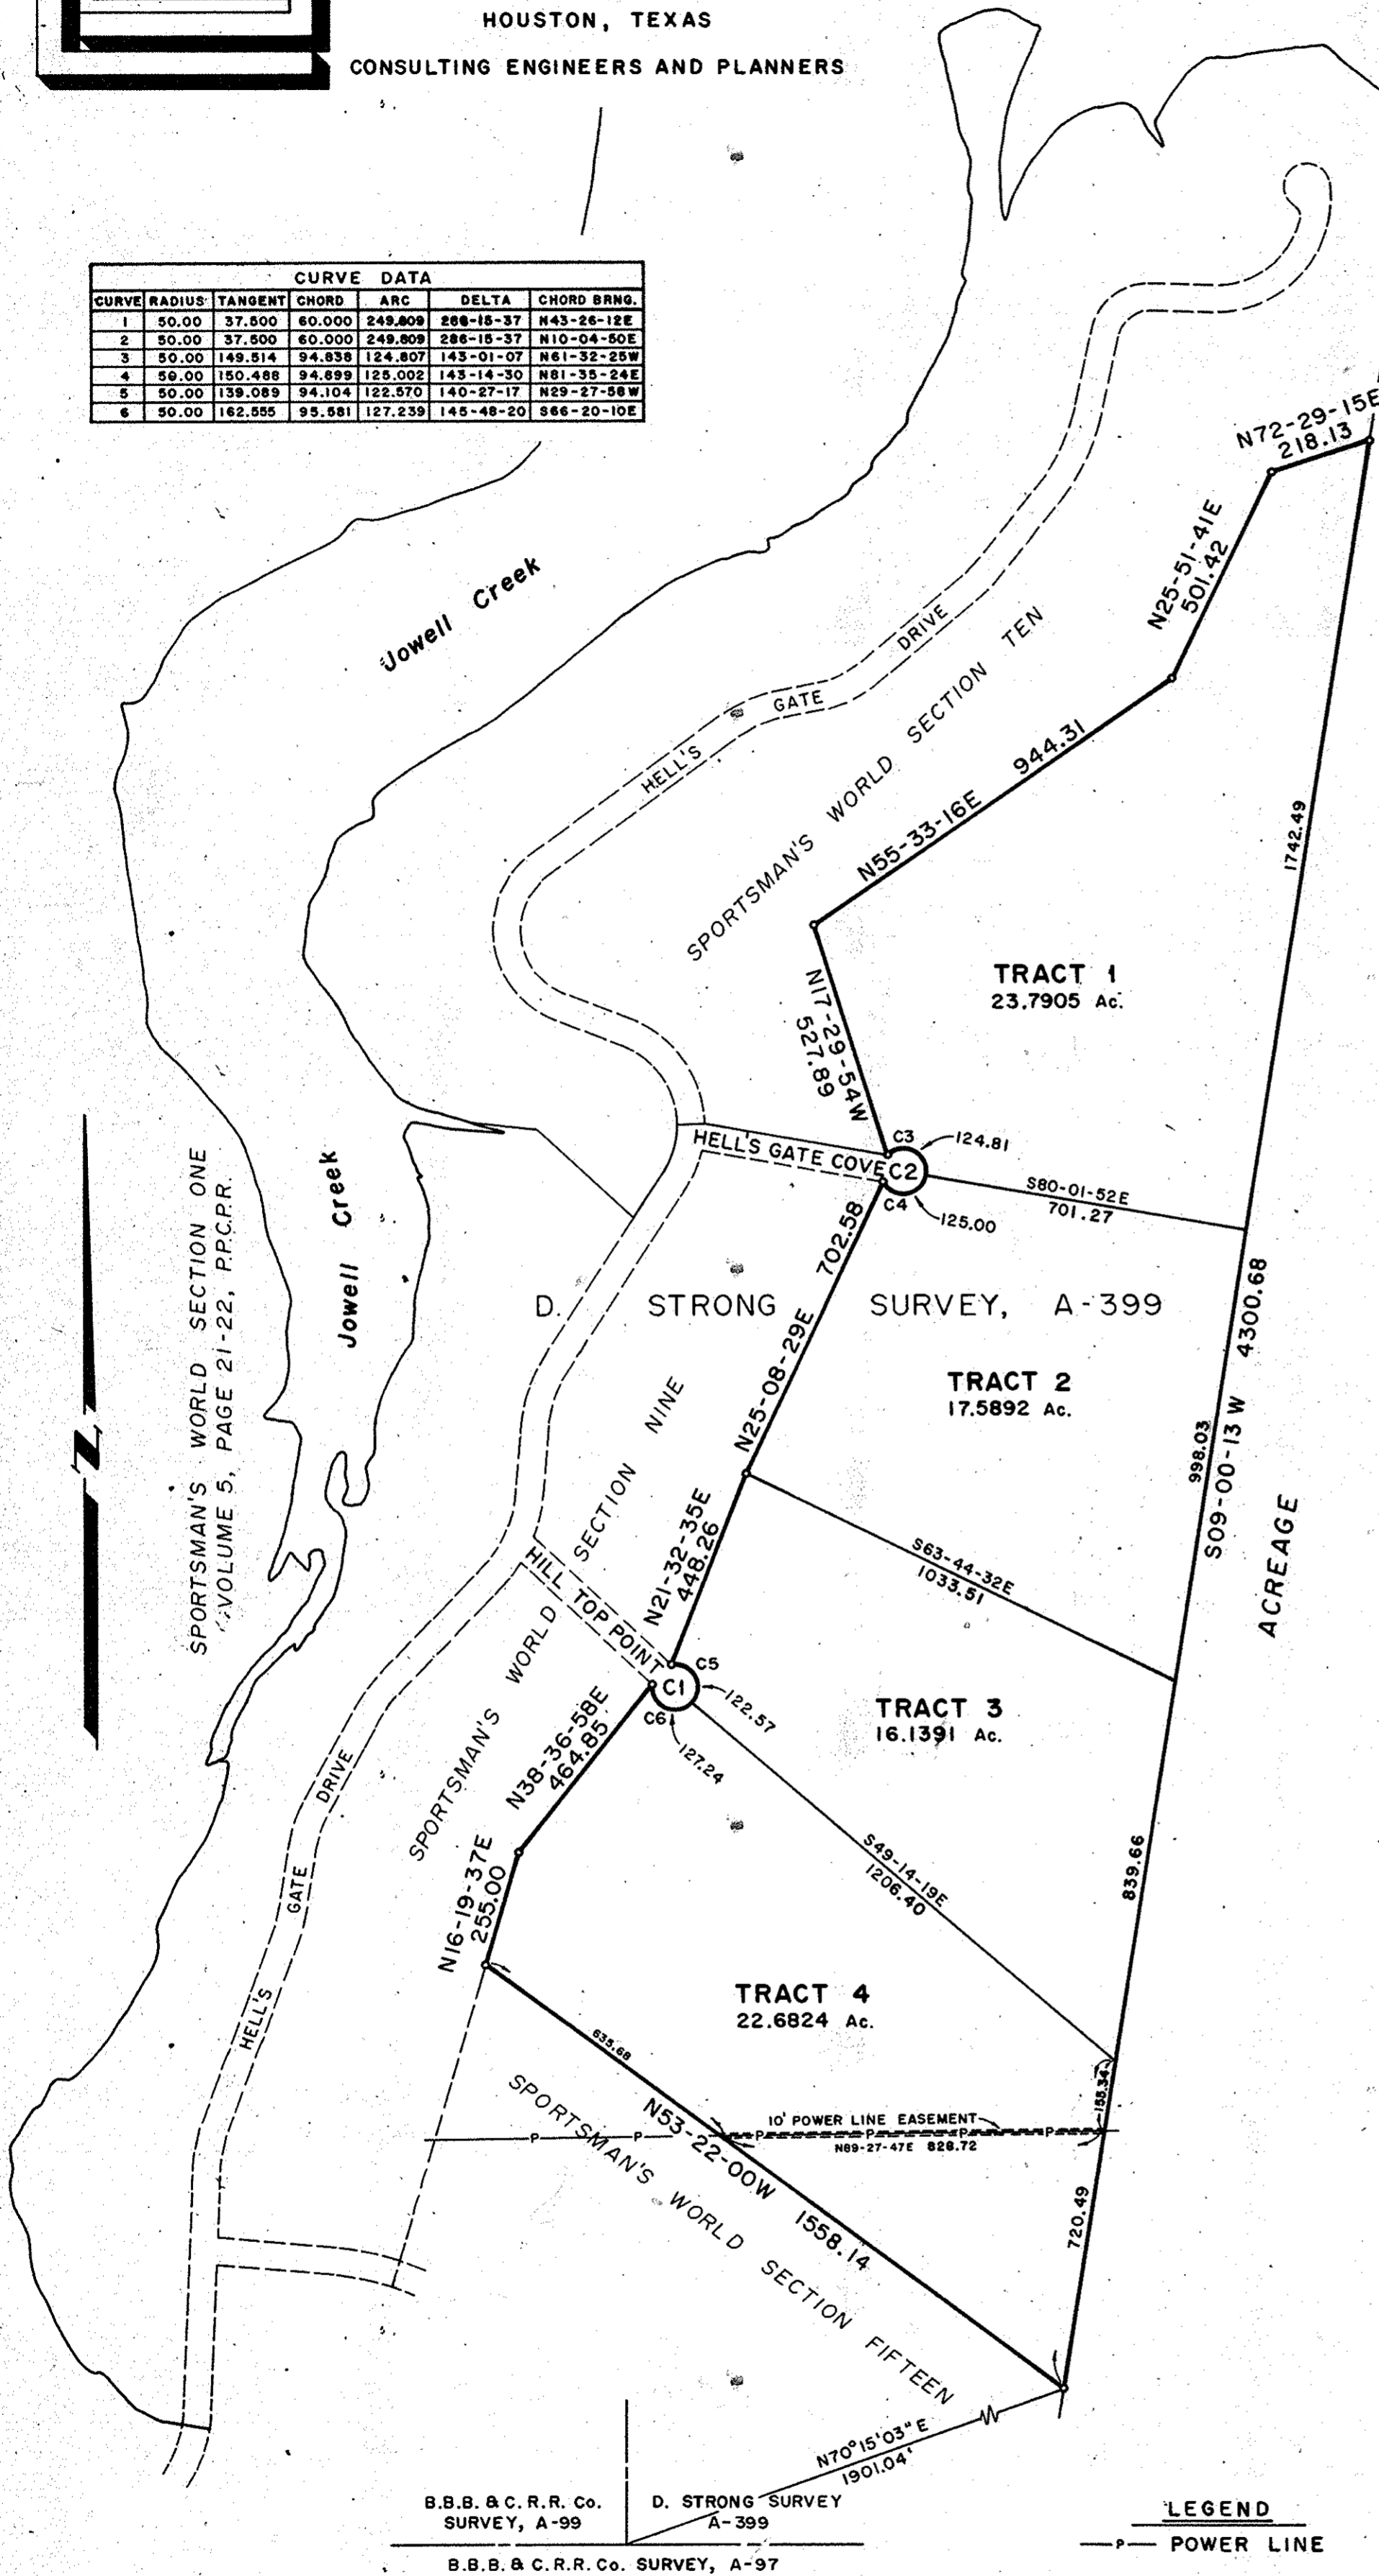 HOUSTON, TEXAS
CONSULTING ENGINEERS AND PLANNERS
CURVE DATA
CURVE RADIUS TANGENT CHORD ARC DELTA CHORD BRNG.
1 50.00 37.500 60.000 249.809 286-15-37 N43-26-12E
2 50.00 37.500 60.000 249.809 286-15-37 N10-04-50E
3 50.00 149.514 94.838 124.807 143-01-07 N61-32-25W
4 50.00 150.488 94.899 125.002 143-14-30 N81-35-24E
5 50.00 139.089 94.104 122.570 140-27-17 N29-27-58W
6 50.00 162.555 95.581 127.239 145-48-20 S66-20-10E
N72-29-15E
218.13
N25-51-41E
501.42
Jowell Creek
HELL'S GATE DRIVE
SPORTSMAN'S WORLD SECTION TEN
N55-33-16E 944.31
1742.49
TRACT 1
23.7905 Ac.
N17-29-54W
527.89
HELL'S GATE COVE
C3
C2
C4
124.81
125.00
S80-01-52E
701.27
SPORTSMAN'S WORLD SECTION ONE
VOLUME 5, PAGE 21-22, P.P.C.P.R.
Jowell Creek
N
D. STRONG SURVEY, A-399
N25-08-29E 702.58
TRACT 2
17.5892 Ac.
998.03
S09-00-13W 4300.68
ACREAGE
SPORTSMAN'S WORLD SECTION NINE
N21-32-35E
448.26
S63-44-32E
1033.51
HILL TOP POINT
C5
C1
C6
122.57
127.24
TRACT 3
16.1391 Ac.
N38-36-58E
464.85
HELL'S GATE DRIVE
S49-14-19E
1206.40
839.66
N16-19-37E
255.00
TRACT 4
22.6824 Ac.
635.68
155.34
10' POWER LINE EASEMENT
P P P P P P
N89-27-47E 828.72
N53-22-00W 1558.14
720.49
SPORTSMAN'S WORLD SECTION FIFTEEN
N70°15'03"E
1901.04'
B.B.B. & C.R.R. Co.
SURVEY, A-99
D. STRONG SURVEY
A-399
B.B.B. & C.R.R. Co. SURVEY, A-97
LEGEND
P POWER LINE